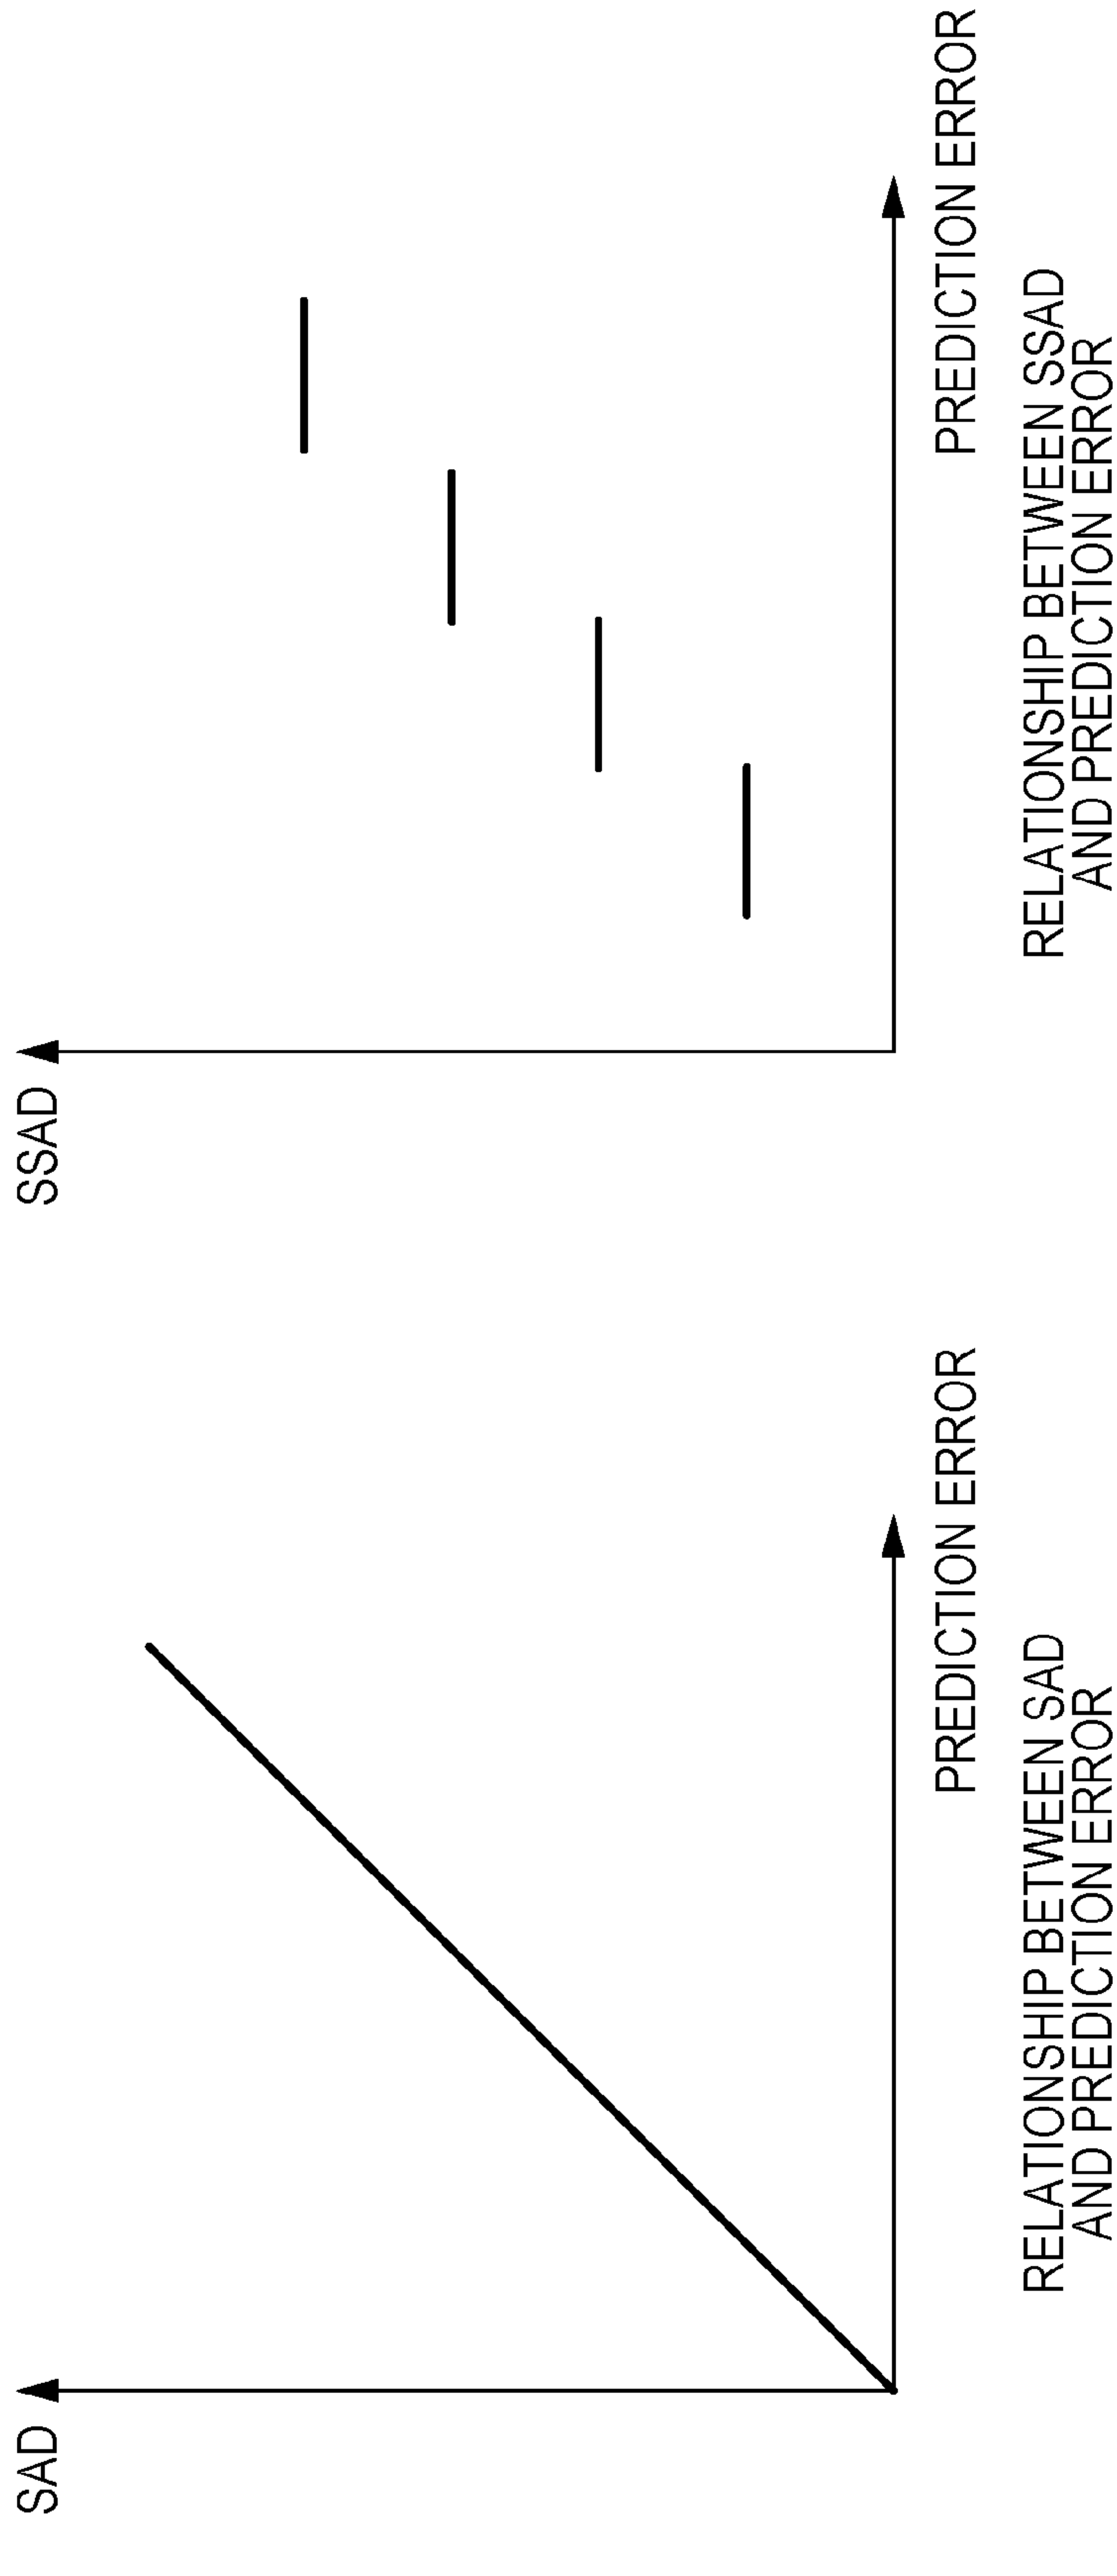 SAD
PREDICTION ERROR
RELATIONSHIP BETWEEN SAD
AND PREDICTION ERROR
SSAD
PREDICTION ERROR
RELATIONSHIP BETWEEN SSAD
AND PREDICTION ERROR